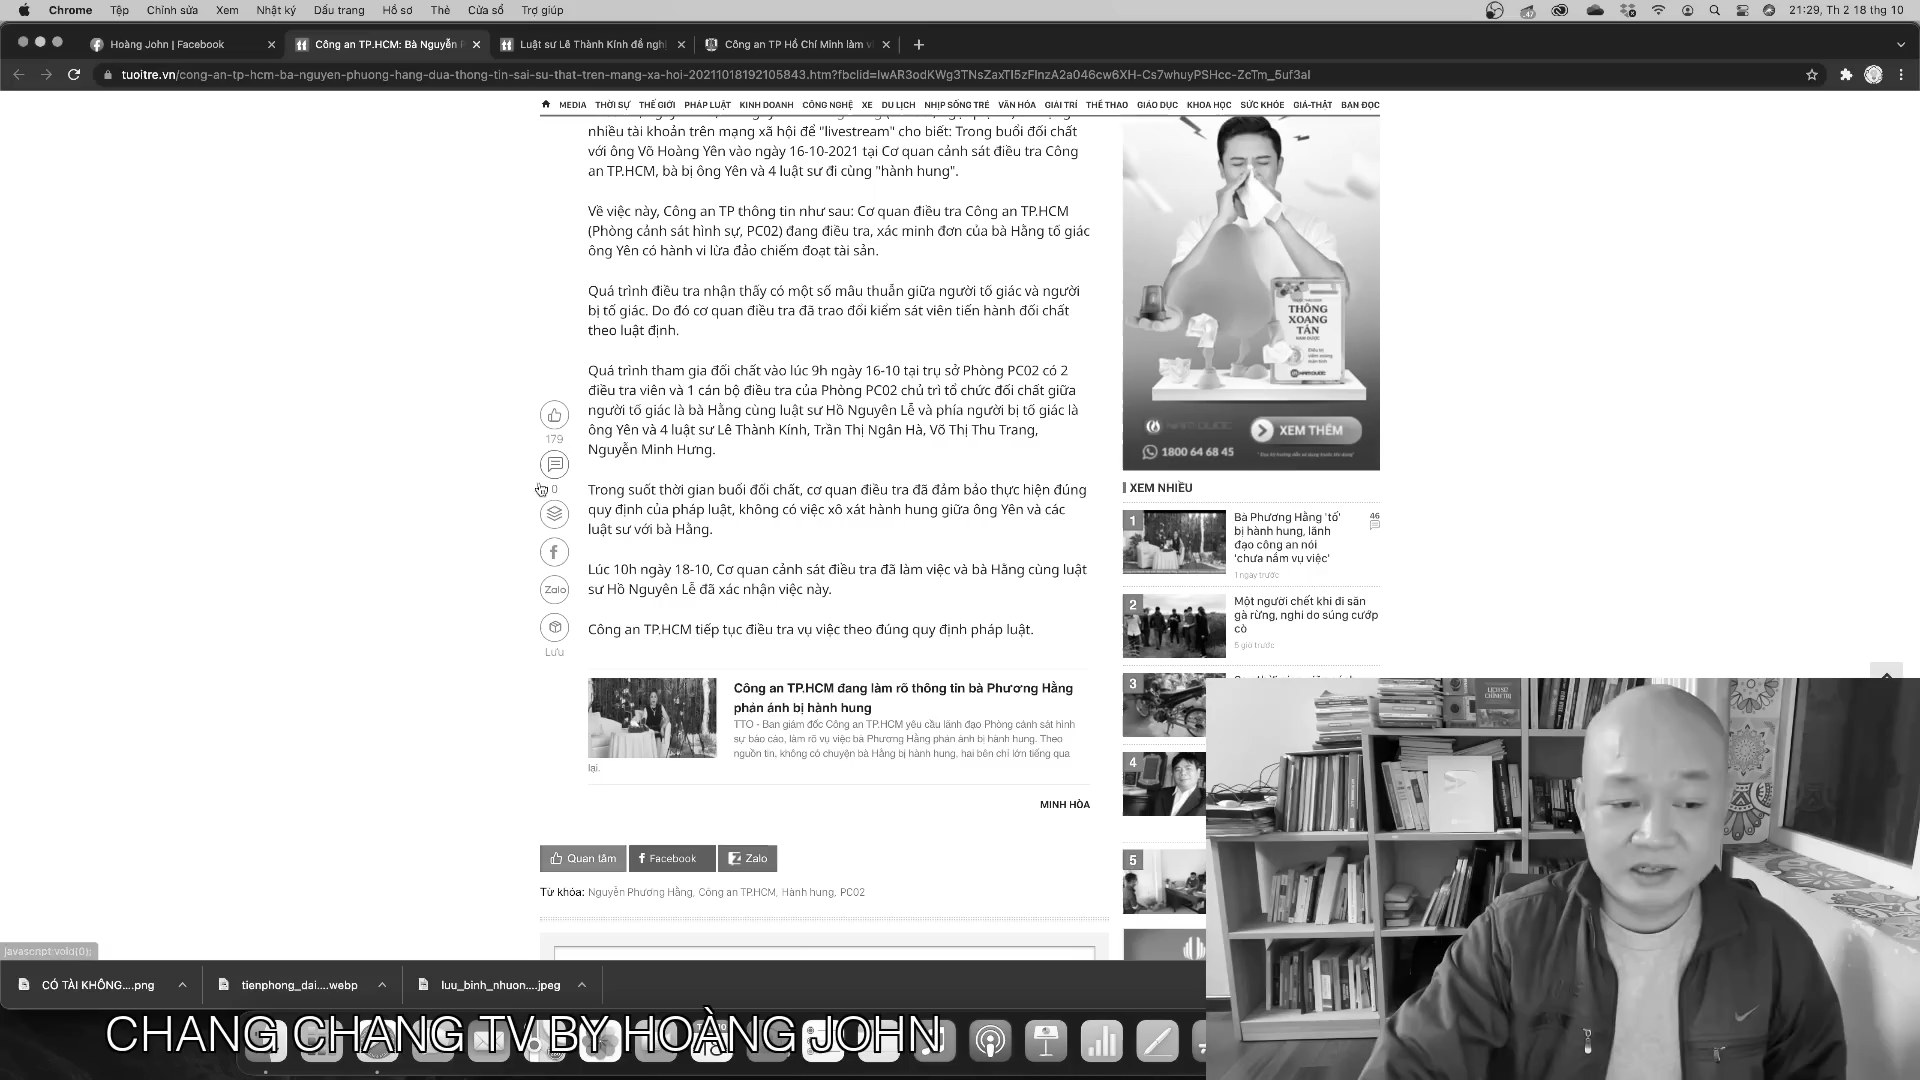 Chrome Tệp Chỉnh sửa Xem Nhật ký Dấu trang Hồ sơ Thẻ Cửa sổ Trợ giúp 21:29, Th 2 18 thg 10
Hoàng John | Facebook Công an TP.HCM: Bà Nguyễn Luật sư Lê Thành Kính đề ngh Công an TP Hồ Chí Minh làm v
MEDIA THỜI SỰ THẾ GIỚI PHÁP LUẬT KINH DOANH CÔNG NGHỆ XE DU LỊCH NHỊP SỐNG TRẺ VĂN HÓA GIẢI TRÍ THỂ THAO GIÁO DỤC KHOA HỌC SỨC KHỎE GIẢ-THẬT BẠN ĐỌC
nhiều tài khoản trên mạng xã hội để "livestream" cho biết: Trong buổi đối chất
với ông Võ Hoàng Yên vào ngày 16-10-2021 tại Cơ quan cảnh sát điều tra Công
an TP.HCM, bà bị ông Yên và 4 luật sư đi cùng "hành hung".
Về việc này, Công an TP thông tin như sau: Cơ quan điều tra Công an TP.HCM
(Phòng cảnh sát hình sự, PC02) đang điều tra, xác minh đơn của bà Hằng tố giác
ông Yên có hành vi lừa đảo chiếm đoạt tài sản.
Quá trình điều tra nhận thấy có một số mâu thuẫn giữa người tố giác và người
bị tố giác. Do đó cơ quan điều tra đã trao đổi kiểm sát viên tiến hành đối chất
theo luật định.
Quá trình tham gia đối chất vào lúc 9h ngày 16-10 tại trụ sở Phòng PC02 có 2
điều tra viên và 1 cán bộ điều tra của Phòng PC02 chủ trì tổ chức đối chất giữa
người tố giác là bà Hằng cùng luật sư Hồ Nguyên Lễ và phía người bị tố giác là
ông Yên và 4 luật sư Lê Thành Kính, Trần Thị Ngân Hà, Võ Thị Thu Trang,
Nguyễn Minh Hưng.
Trong suốt thời gian buổi đối chất, cơ quan điều tra đã đảm bảo thực hiện đúng
quy định của pháp luật, không có việc xô xát hành hung giữa ông Yên và các
luật sư với bà Hằng.
Lúc 10h ngày 18-10, Cơ quan cảnh sát điều tra đã làm việc và bà Hằng cùng luật
sư Hồ Nguyên Lễ đã xác nhận việc này.
Công an TP.HCM tiếp tục điều tra vụ việc theo đúng quy định pháp luật.
179
0
Zalo
Lưu
Công an TP.HCM đang làm rõ thông tin bà Phương Hằng
phản ánh bị hành hung
TTO - Ban giám đốc Công an TP.HCM yêu cầu lãnh đạo Phòng cảnh sát hình
sự báo cáo, làm rõ vụ việc bà Phương Hằng phản ánh bị hành hung. Theo
nguồn tin, không có chuyện bà Hằng bị hành hung, hai bên chỉ lớn tiếng qua
lại.
MINH HÒA
Quan tâm Facebook Zalo
Từ khóa: Nguyễn Phương Hằng, Công an TP.HCM, Hành hung, PC02
THÔNG
XOANG
TÁN
NAM DƯỢC
XEM THÊM
1800 64 68 45
XEM NHIỀU
1
Bà Phương Hằng 'tố'
bị hành hung, lãnh
đạo công an nói
'chưa nắm vụ việc'
46
1 ngày trước
2
Một người chết khi đi săn
gà rừng, nghi do súng cướp
cò
5 giờ trước
3
4
5
LỊCH SỬ
CHÍNH TRỊ
javascript:void(0);
CÓ TÀI KHÔNG....png tienphong_dai....webp luu_binh_nhuon....jpeg
CHANG CHANG TV BY HOÀNG JOHN